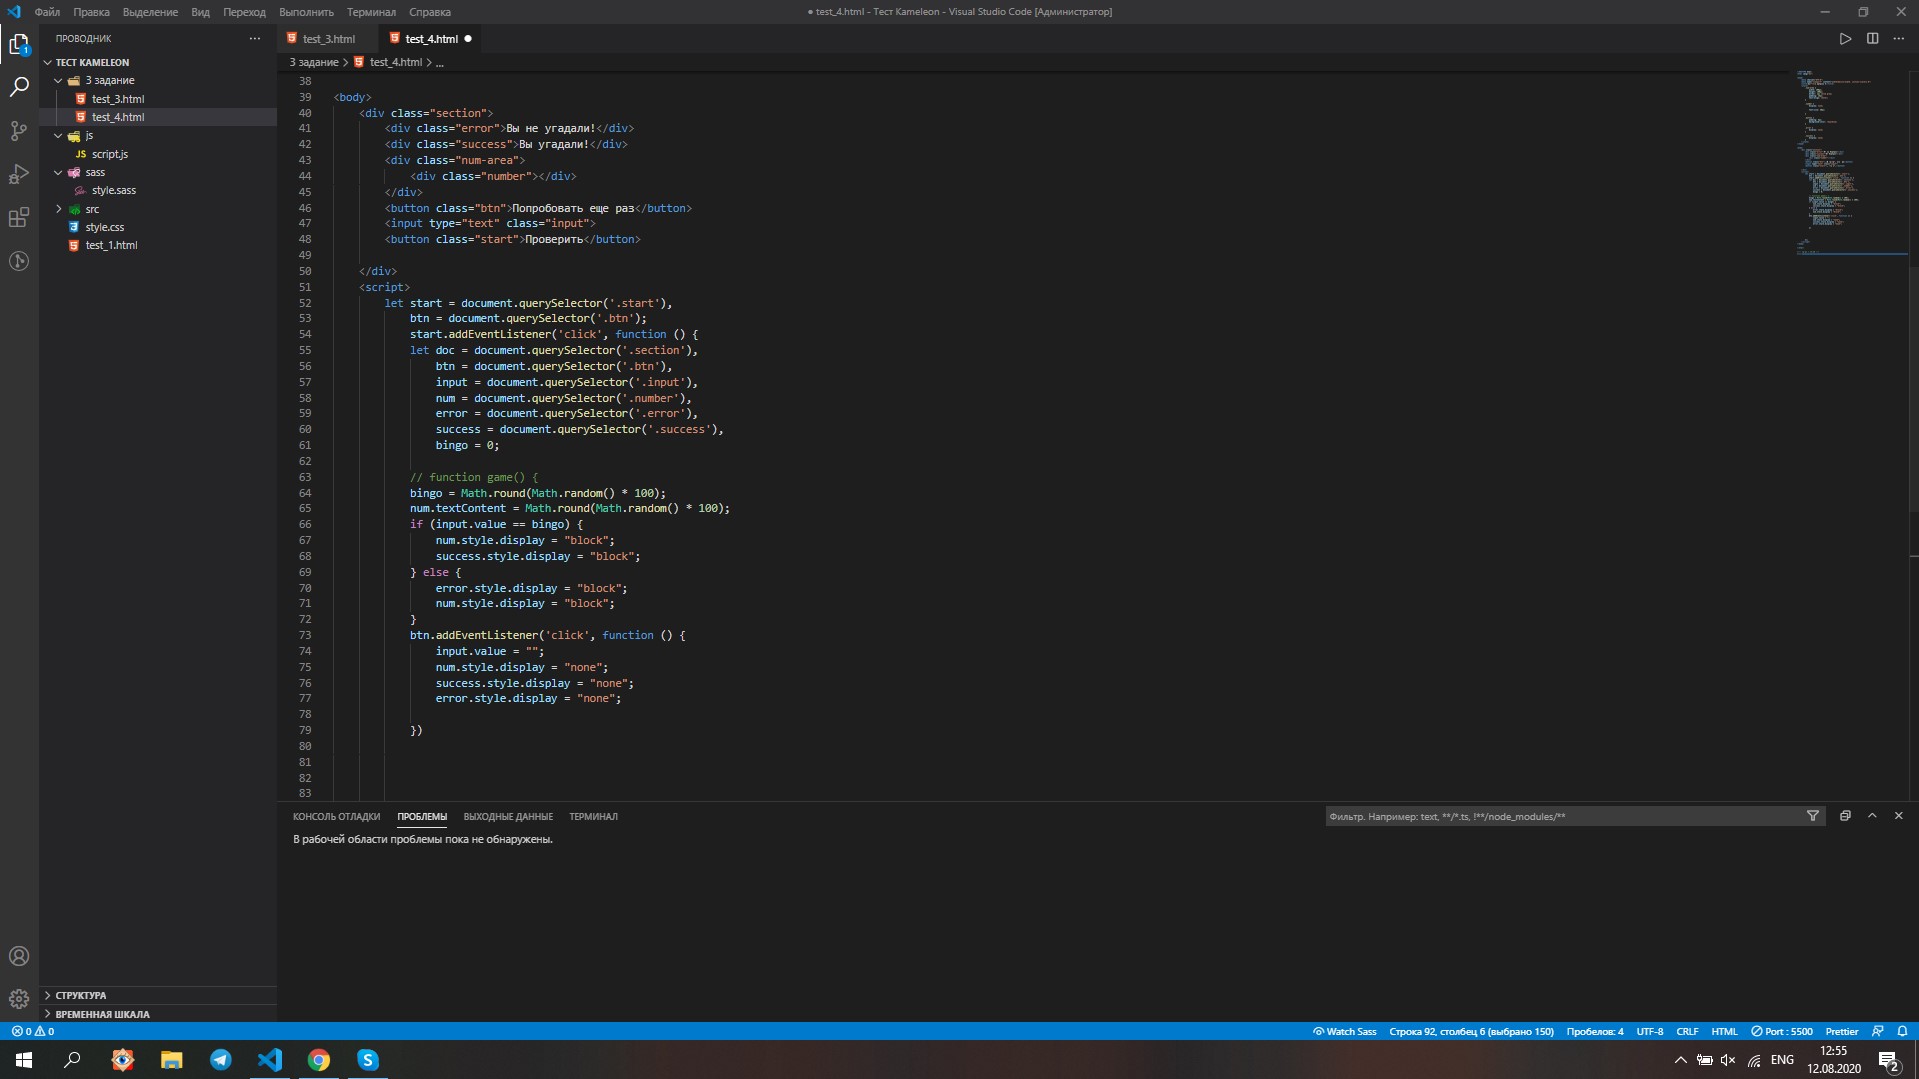 Файл Правка Выделение Вид Переход Выполнить Терминал Справка
● test_4.html - Тест Kameleon - Visual Studio Code [Администратор]
ПРОВОДНИК
ТЕСТ KAMELEON
3 задание
test_3.html
test_4.html
js
JS script.js
sass
style.sass
src
style.css
test_1.html
СТРУКТУРА
ВРЕМЕННАЯ ШКАЛА
test_3.html test_4.html ●
3 задание > test_4.html > ...
38
39 <body>
40 <div class="section">
41 <div class="error">Вы не угадали!</div>
42 <div class="success">Вы угадали!</div>
43 <div class="num-area">
44 <div class="number"></div>
45 </div>
46 <button class="btn">Попробовать еще раз</button>
47 <input type="text" class="input">
48 <button class="start">Проверить</button>
49
50 </div>
51 <script>
52 let start = document.querySelector('.start'),
53 btn = document.querySelector('.btn');
54 start.addEventListener('click', function () {
55 let doc = document.querySelector('.section'),
56 btn = document.querySelector('.btn'),
57 input = document.querySelector('.input'),
58 num = document.querySelector('.number'),
59 error = document.querySelector('.error'),
60 success = document.querySelector('.success'),
61 bingo = 0;
62
63 // function game() {
64 bingo = Math.round(Math.random() * 100);
65 num.textContent = Math.round(Math.random() * 100);
66 if (input.value == bingo) {
67 num.style.display = "block";
68 success.style.display = "block";
69 } else {
70 error.style.display = "block";
71 num.style.display = "block";
72 }
73 btn.addEventListener('click', function () {
74 input.value = "";
75 num.style.display = "none";
76 success.style.display = "none";
77 error.style.display = "none";
78
79 })
80
81
82
83
КОНСОЛЬ ОТЛАДКИ ПРОБЛЕМЫ ВЫХОДНЫЕ ДАННЫЕ ТЕРМИНАЛ
Фильтр. Например: text, **/*.ts, !**/node_modules/**
В рабочей области проблемы пока не обнаружены.
0 0
Watch Sass Строка 92, столбец 6 (выбрано 150) Пробелов: 4 UTF-8 CRLF HTML Port : 5500 Prettier
ENG
12:55
12.08.2020
2